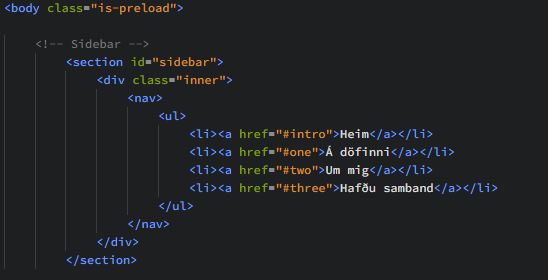 <body class="is-preload">
<!-- Sidebar -->
<section id="sidebar">
<div class="inner">
<nav>
<ul>
<li><a href="#intro">Heim</a></li>
<li><a href="#one">Á döfinni</a></li>
<li><a href="#two">Um mig</a></li>
<li><a href="#three">Hafðu samband</a></li>
</ul>
</nav>
</div>
</section>